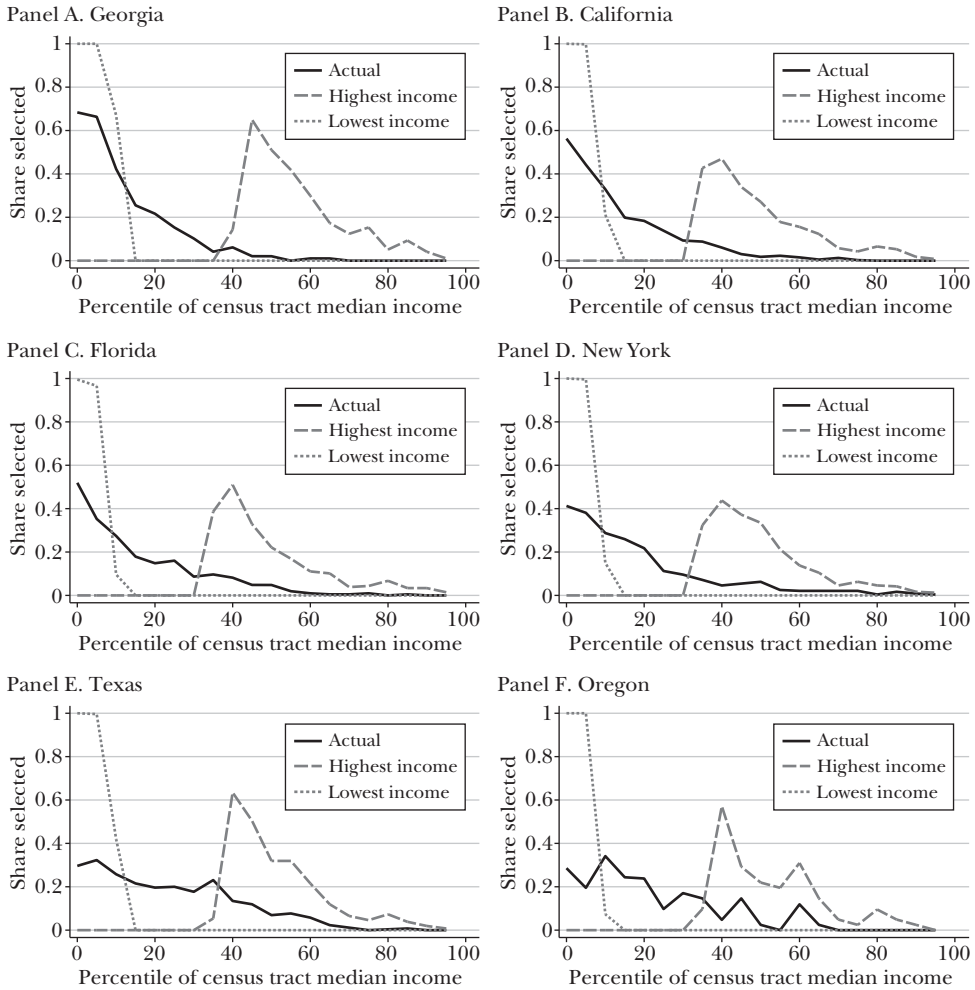 Panel A. Georgia
1
0.8
0.6
0.4
0.2
0
Share selected
Actual
Highest income
Lowest income
0 20 40 60 80 100
Percentile of census tract median income
Panel B. California
1
0.8
0.6
0.4
0.2
0
Share selected
Actual
Highest income
Lowest income
0 20 40 60 80 100
Percentile of census tract median income
Panel C. Florida
1
0.8
0.6
0.4
0.2
0
Share selected
Actual
Highest income
Lowest income
0 20 40 60 80 100
Percentile of census tract median income
Panel D. New York
1
0.8
0.6
0.4
0.2
0
Share selected
Actual
Highest income
Lowest income
0 20 40 60 80 100
Percentile of census tract median income
Panel E. Texas
1
0.8
0.6
0.4
0.2
0
Share selected
Actual
Highest income
Lowest income
0 20 40 60 80 100
Percentile of census tract median income
Panel F. Oregon
1
0.8
0.6
0.4
0.2
0
Share selected
Actual
Highest income
Lowest income
0 20 40 60 80 100
Percentile of census tract median income